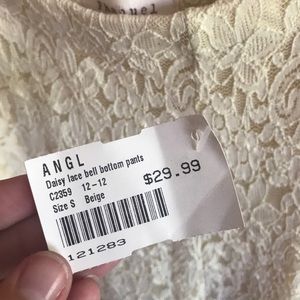 ANGL
Daisy lace bell bottom pants
C2359 12-12
Size S Beige
$29.99
121283